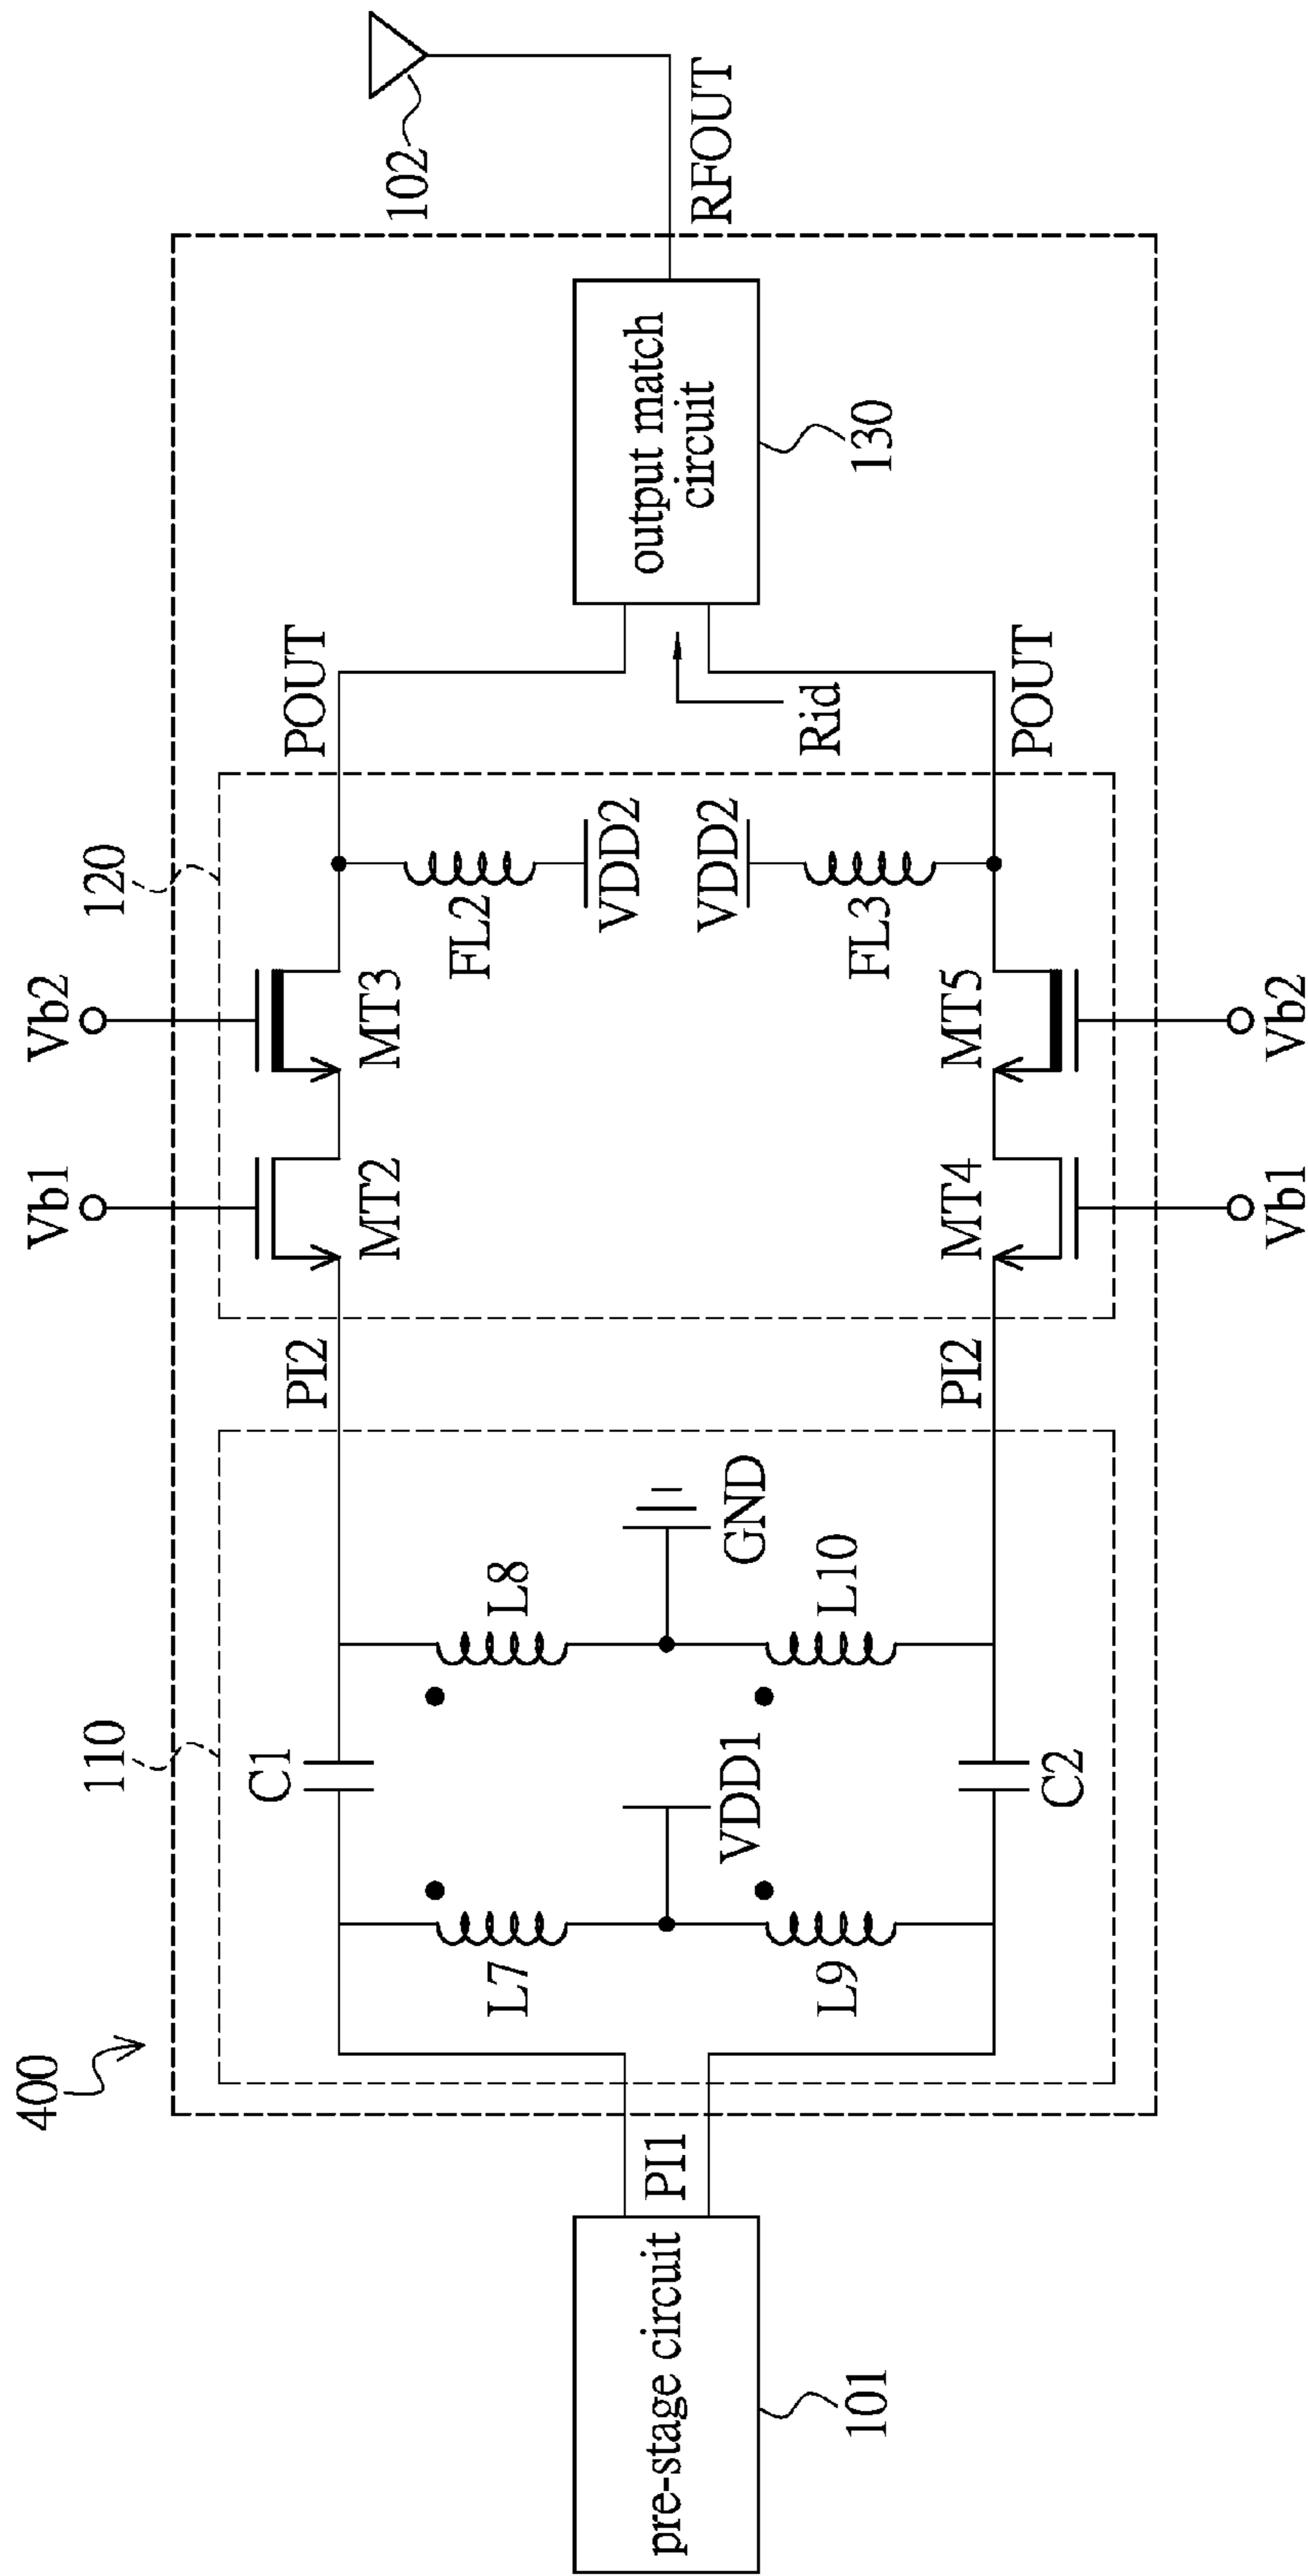 400
pre-stage circuit
101
PI1
110
L7
L9
C1
VDD1
C2
L8
L10
GND
PI2
PI2
120
Vb1
MT2
MT4
Vb1
Vb2
MT3
MT5
Vb2
FL2
VDD2
VDD2
FL3
POUT
POUT
Rid
output match
circuit
130
RFOUT
102